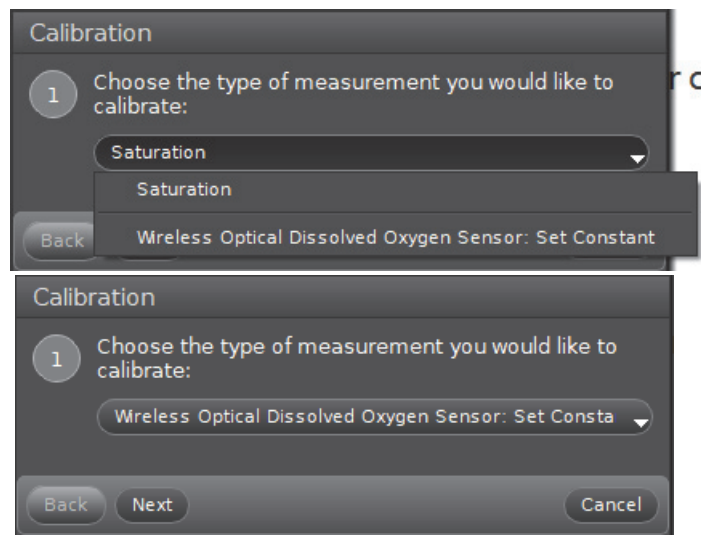 Calibration
1
Choose the type of measurement you would like to
calibrate:
Saturation
Saturation
Wireless Optical Dissolved Oxygen Sensor: Set Constant
Back
Calibration
1
Choose the type of measurement you would like to
calibrate:
Wireless Optical Dissolved Oxygen Sensor: Set Consta
Back Next Cancel